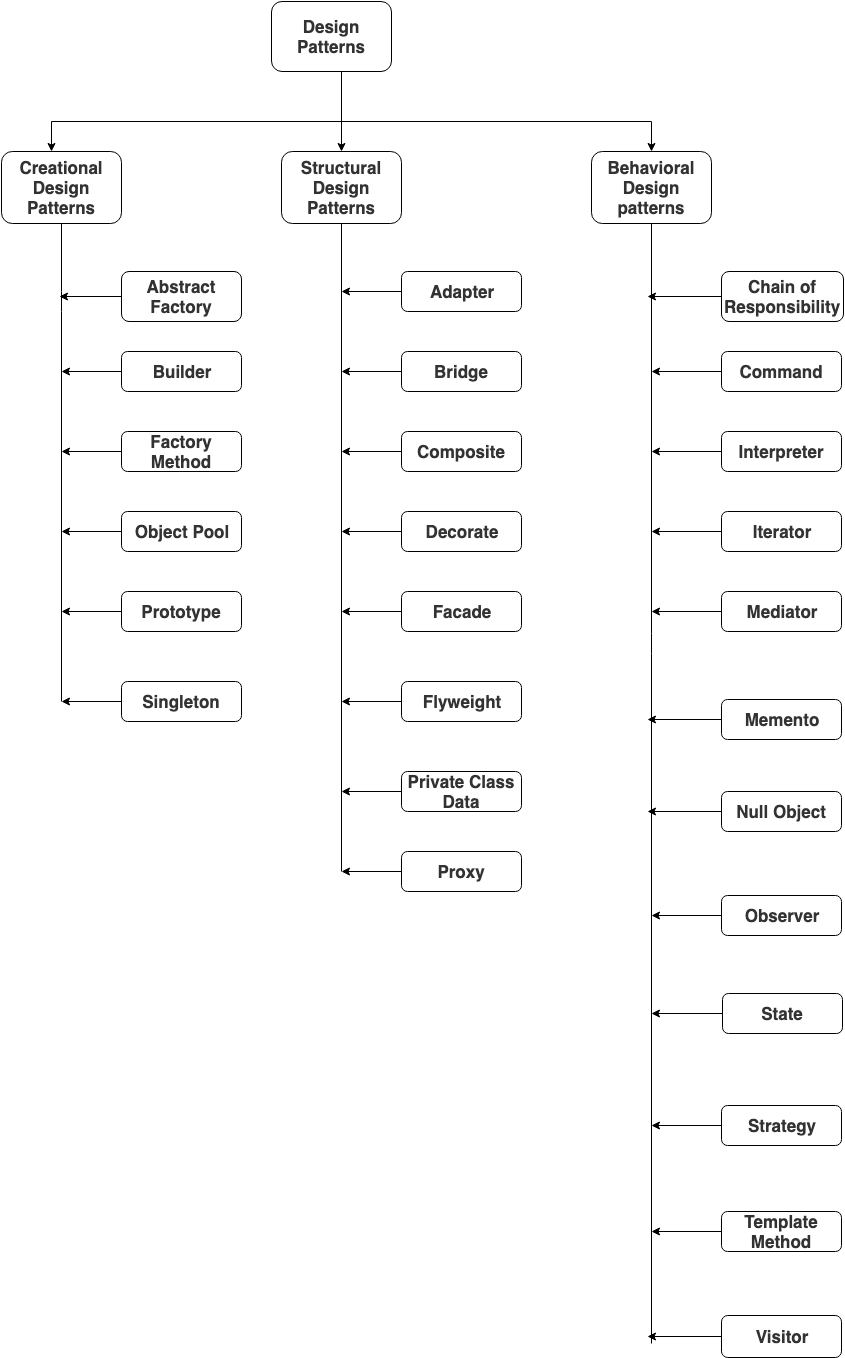 Design
Patterns
Creational
Design
Patterns
Structural
Design
Patterns
Behavioral
Design
patterns
Abstract
Factory
Builder
Factory
Method
Object Pool
Prototype
Singleton
Adapter
Bridge
Composite
Decorate
Facade
Flyweight
Private Class
Data
Proxy
Chain of
Responsibility
Command
Interpreter
Iterator
Mediator
Memento
Null Object
Observer
State
Strategy
Template
Method
Visitor